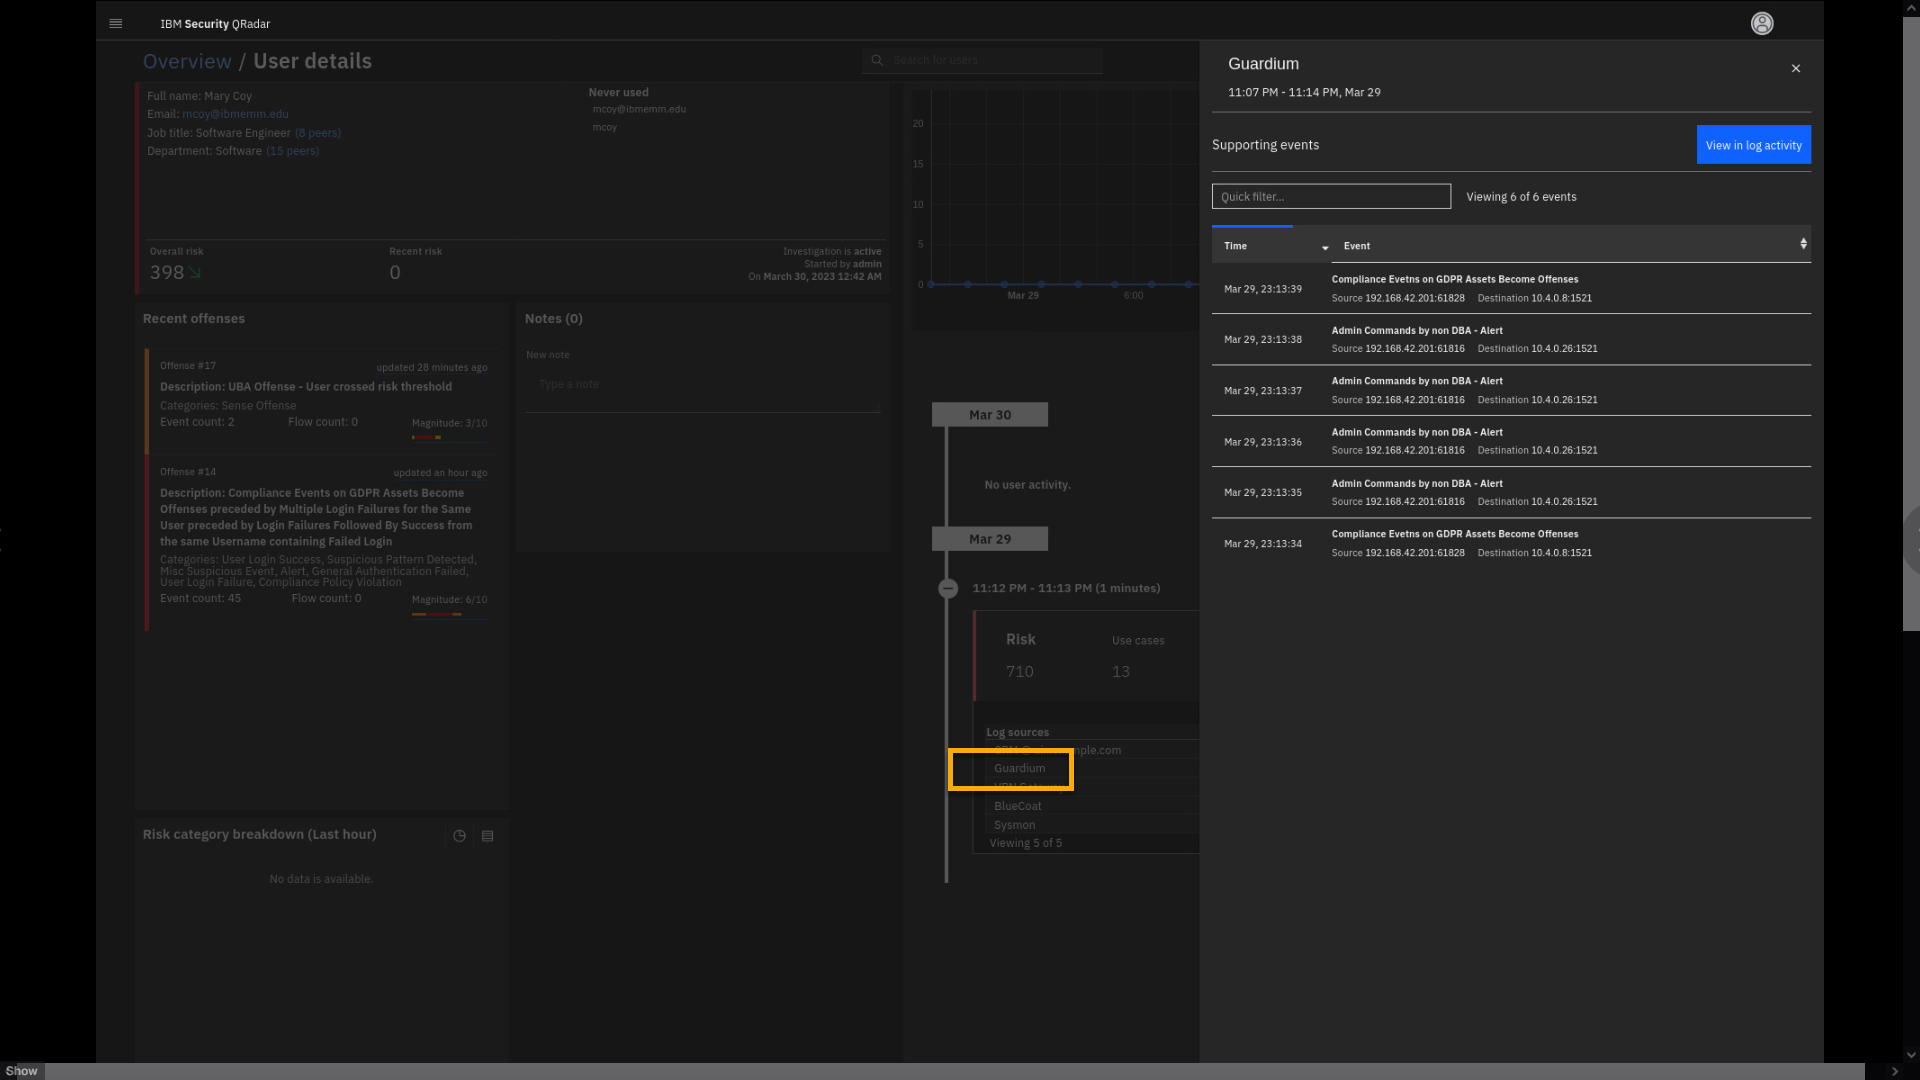 IBM Security QRadar
Overview / User details
Search for users
Full name: Mary Coy
Email: mcoy@ibmemm.edu
Job title: Software Engineer (8 peers)
Department: Software (15 peers)
Never used
mcoy@ibmemm.edu
mcoy
Overall risk
398
Recent risk
0
Investigation is active
Started by admin
On March 30, 2023 12:42 AM
Recent offenses
Offense #17
updated 28 minutes ago
Description: UBA Offense - User crossed risk threshold
Categories: Sense Offense
Event count: 2 Flow count: 0 Magnitude: 3/10
Offense #14
updated an hour ago
Description: Compliance Events on GDPR Assets Become
Offenses preceded by Multiple Login Failures for the Same
User preceded by Login Failures Followed By Success from
the same Username containing Failed Login
Categories: User Login Success, Suspicious Pattern Detected,
Misc Suspicious Event, Alert, General Authentication Failed,
User Login Failure, Compliance Policy Violation
Event count: 45 Flow count: 0 Magnitude: 6/10
Risk category breakdown (Last hour)
No data is available.
Notes (0)
New note
Type a note
20
15
10
5
0
Mar 29 6:00
Mar 30
No user activity.
Mar 29
11:12 PM - 11:13 PM (1 minutes)
Risk Use cases
710 13
Log sources
Guardium
BlueCoat
Sysmon
Viewing 5 of 5
Guardium
11:07 PM - 11:14 PM, Mar 29
Supporting events
View in log activity
Quick filter...
Viewing 6 of 6 events
Time Event
Mar 29, 23:13:39
Compliance Evetns on GDPR Assets Become Offenses
Source 192.168.42.201:61828 Destination 10.4.0.8:1521
Mar 29, 23:13:38
Admin Commands by non DBA - Alert
Source 192.168.42.201:61816 Destination 10.4.0.26:1521
Mar 29, 23:13:37
Admin Commands by non DBA - Alert
Source 192.168.42.201:61816 Destination 10.4.0.26:1521
Mar 29, 23:13:36
Admin Commands by non DBA - Alert
Source 192.168.42.201:61816 Destination 10.4.0.26:1521
Mar 29, 23:13:35
Admin Commands by non DBA - Alert
Source 192.168.42.201:61816 Destination 10.4.0.26:1521
Mar 29, 23:13:34
Compliance Evetns on GDPR Assets Become Offenses
Source 192.168.42.201:61828 Destination 10.4.0.8:1521
Show